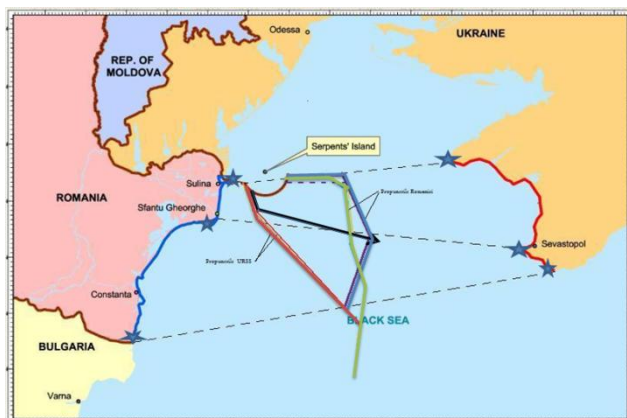 Odessa
UKRAINE
REP. OF
MOLDOVA
Serpents' Island
Sulina
ROMANIA
Propunerile Romaniei
Sfantu Gheorghe
Sevastopol
Propunerile URSS
Constanta
BLACK SEA
BULGARIA
Varna